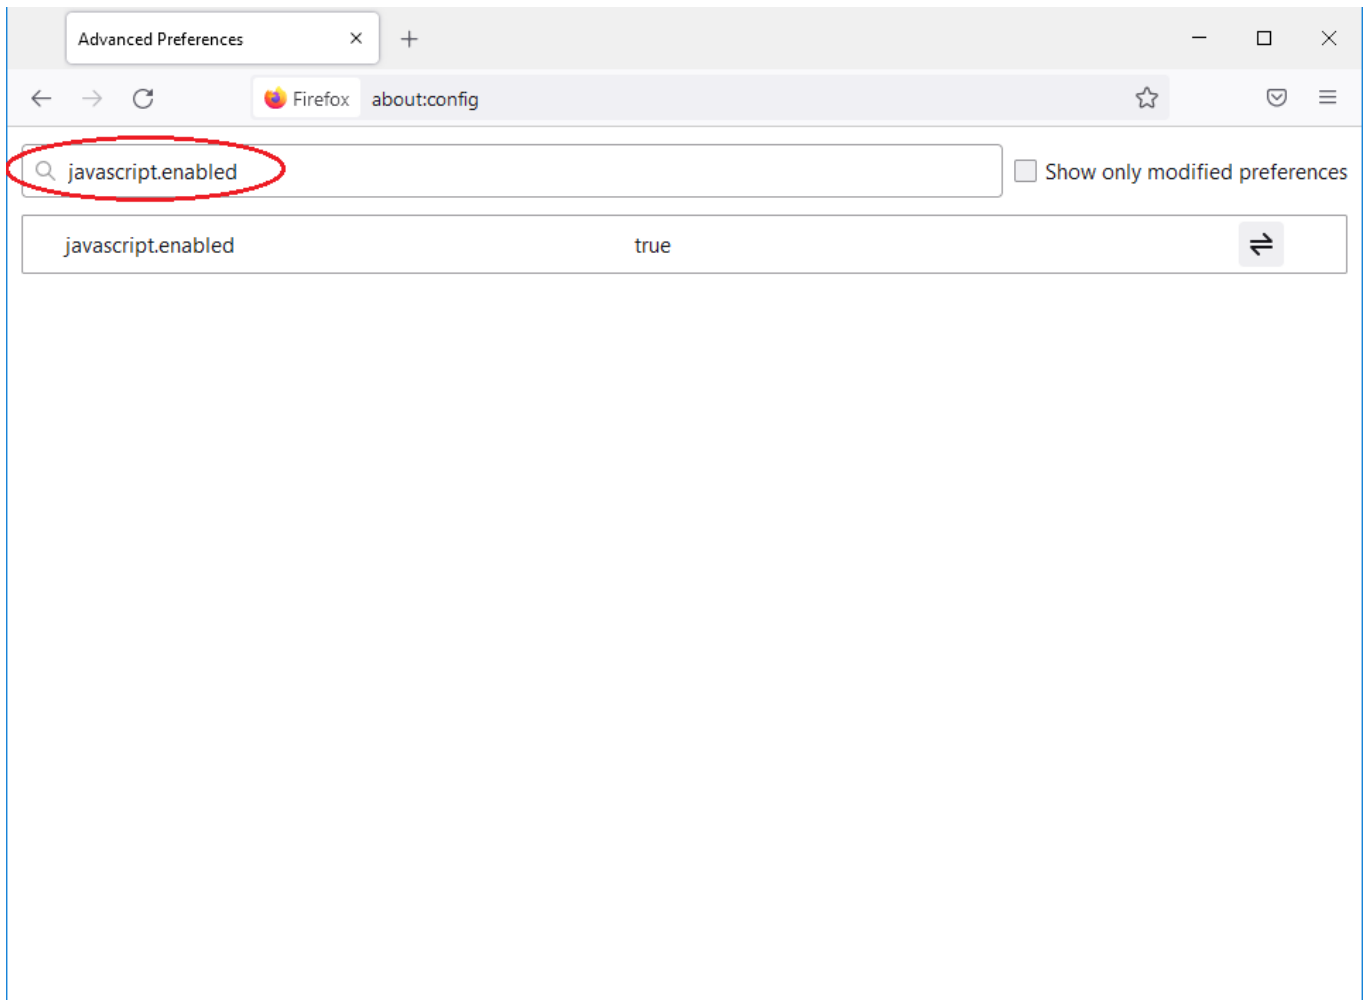 Advanced Preferences
Firefox about:config
javascript.enabled
Show only modified preferences
javascript.enabled true